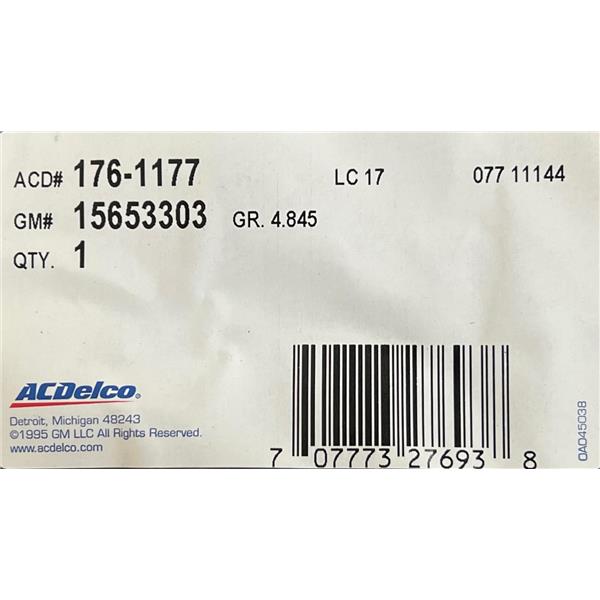 ACD# 176-1177 LC 17 077 11144
GM# 15653303 GR. 4.845
QTY. 1
ACDelco®
Detroit, Michigan 48243
©1995 GM LLC All Rights Reserved.
www.acdelco.com
7 07773 27693 8
0A045038